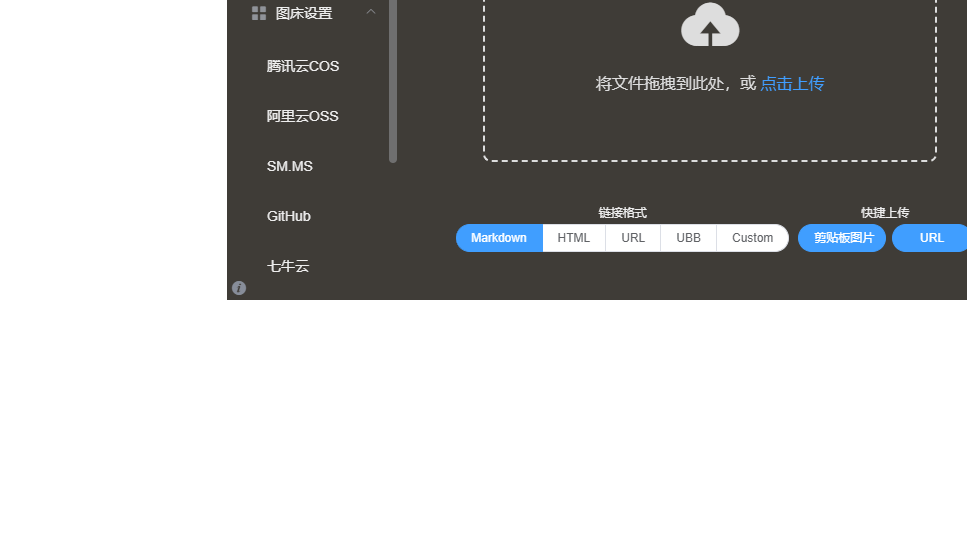 图床设置
腾讯云COS
阿里云OSS
SM.MS
GitHub
七牛云
将文件拖拽到此处，或 点击上传
链接格式
Markdown HTML URL UBB Custom
快捷上传
剪贴板图片 URL